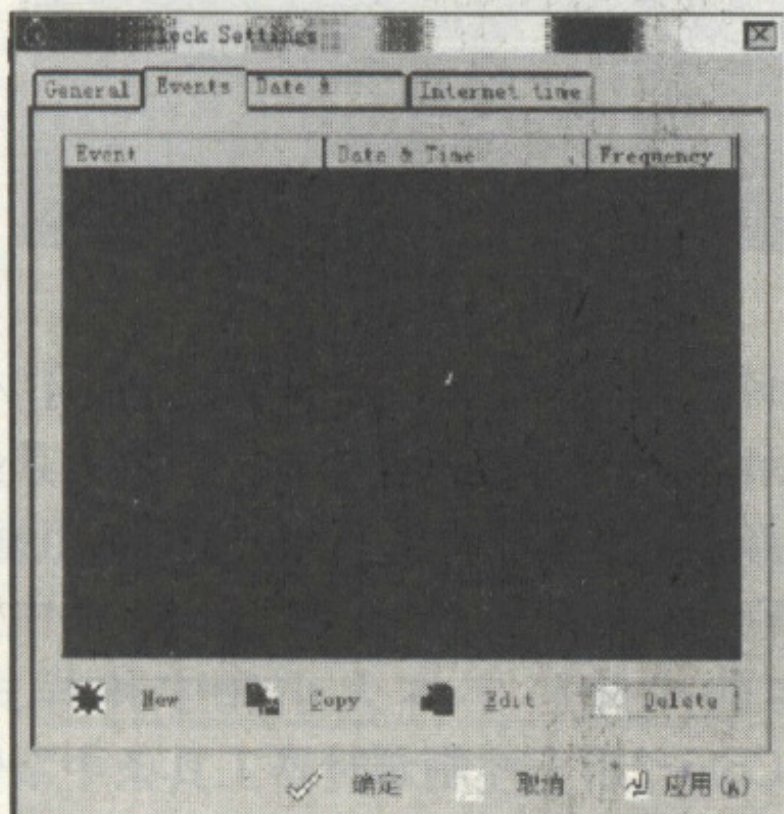 Clock Settings
General Events Date & Internet time
Event Date & Time Frequency
New Copy Edit Delete
确定 取消 应用(A)